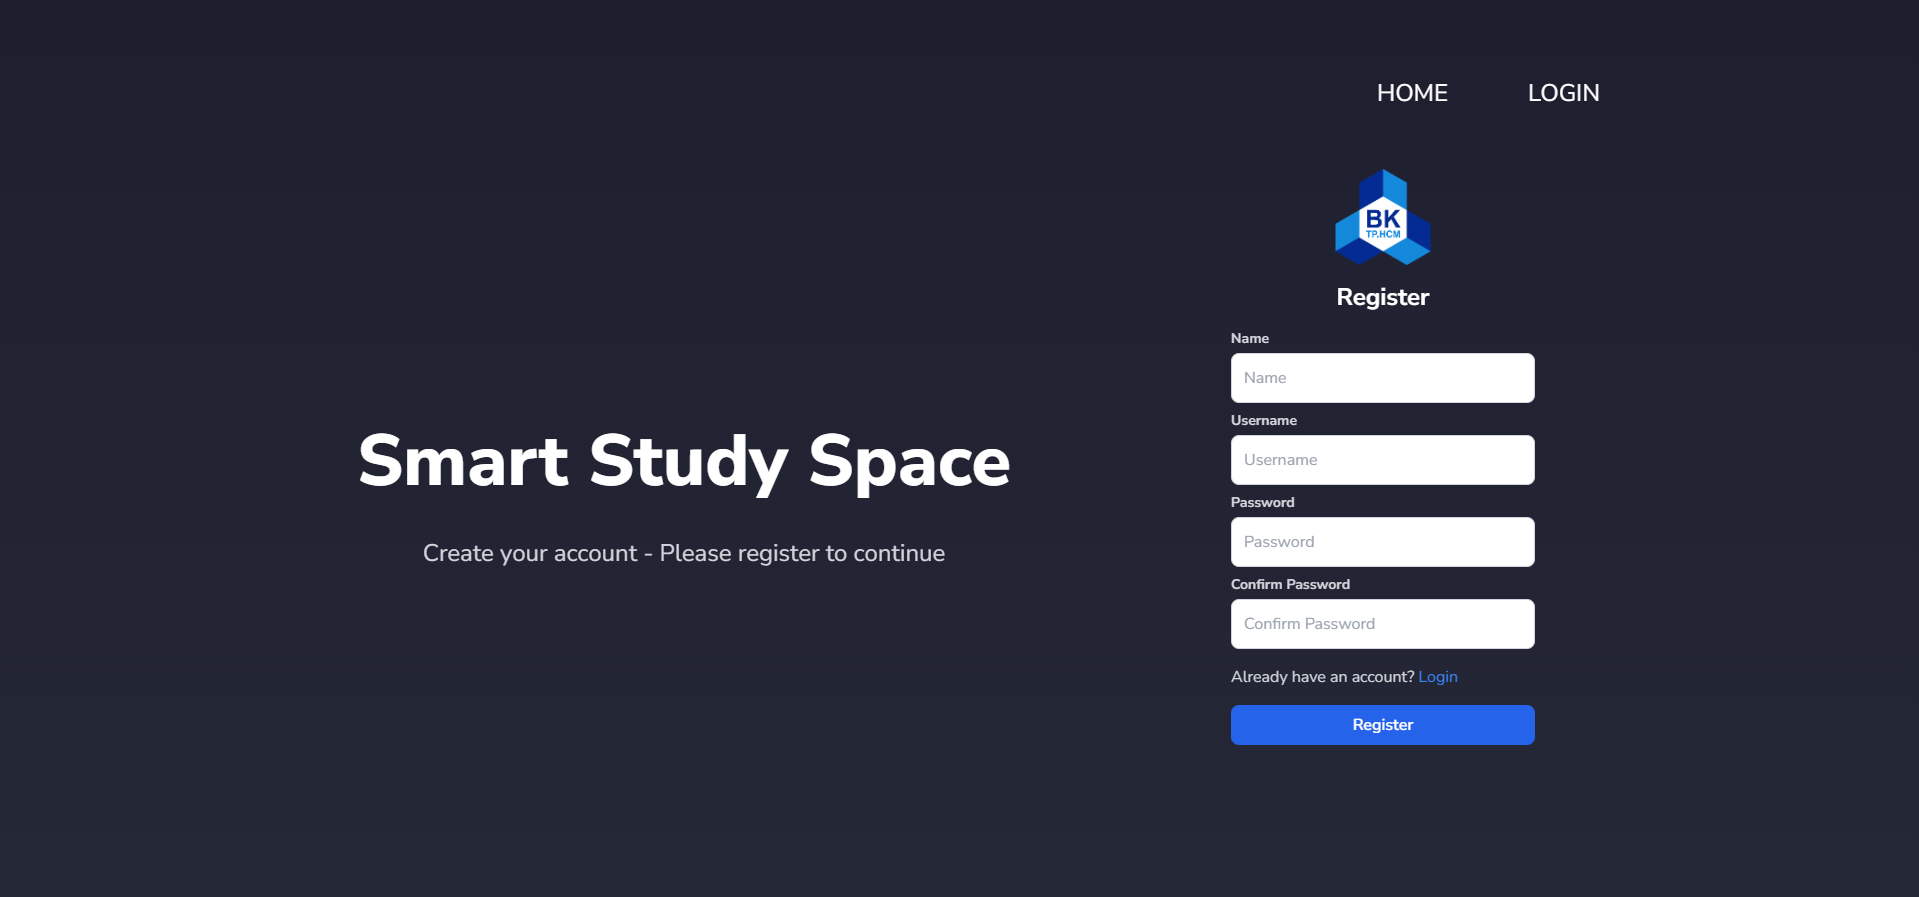 HOME LOGIN
BK
TP.HCM
Register
Name
Name
Username
Username
Smart Study Space
Create your account - Please register to continue
Password
Password
Confirm Password
Confirm Password
Already have an account? Login
Register